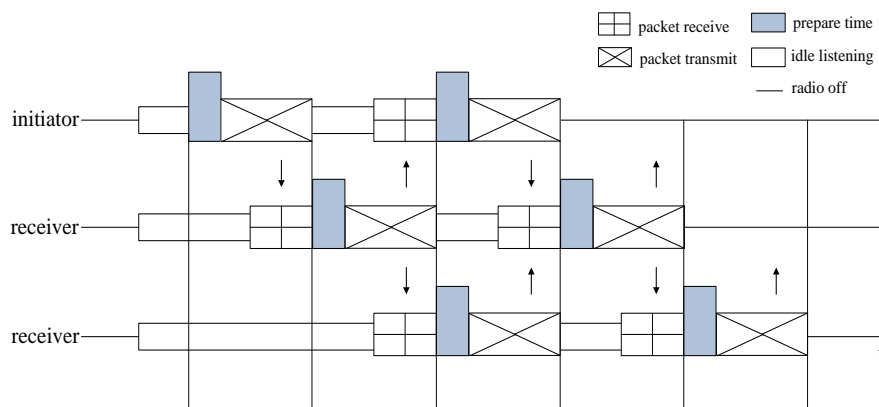 packet receive
prepare time
packet transmit
idle listening
radio off
initiator
receiver
receiver